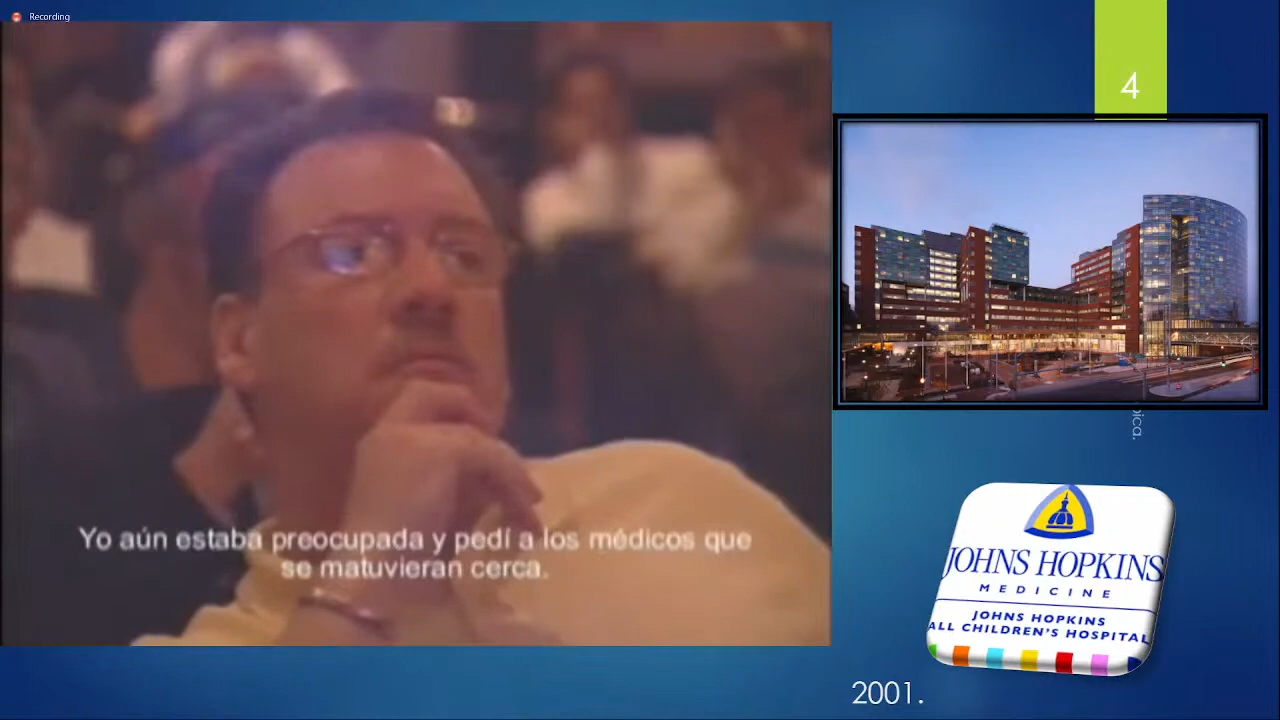 Recording
4
Yo aún estaba preocupada y pedí a los médicos que
se matuvieran cerca.
JOHNS HOPKINS
MEDICINE
JOHNS HOPKINS
ALL CHILDREN'S HOSPITAL
2001.